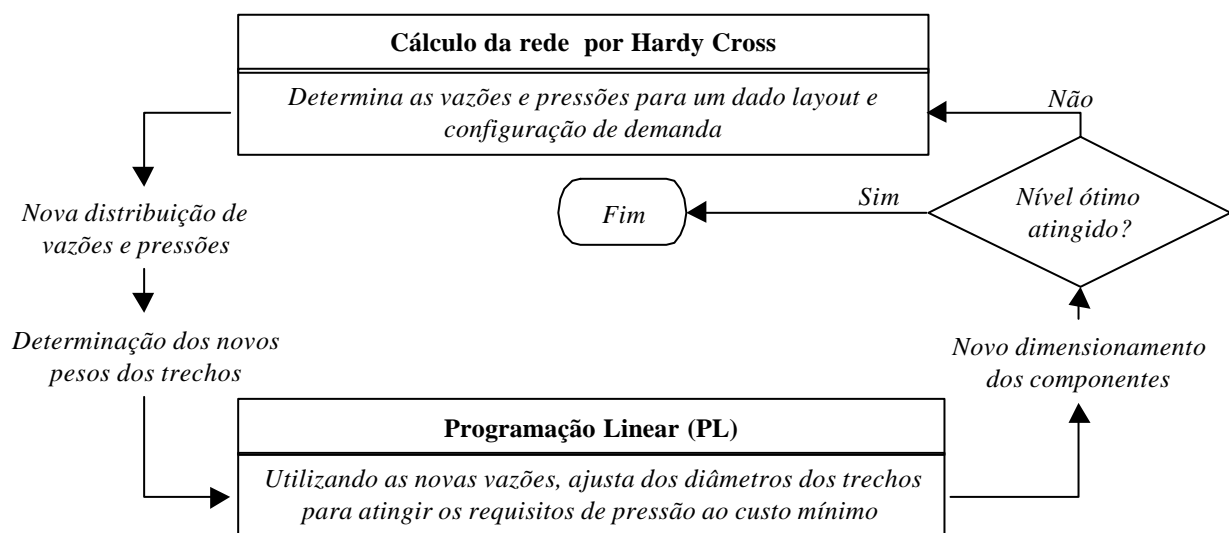 Cálculo da rede por Hardy Cross
Determina as vazões e pressões para um dado layout e
configuração de demanda
Não
Nível ótimo
atingido?
Sim
Fim
Nova distribuição de
vazões e pressões
Determinação dos novos
pesos dos trechos
Novo dimensionamento
dos componentes
Programação Linear (PL)
Utilizando as novas vazões, ajusta dos diâmetros dos trechos
para atingir os requisitos de pressão ao custo mínimo